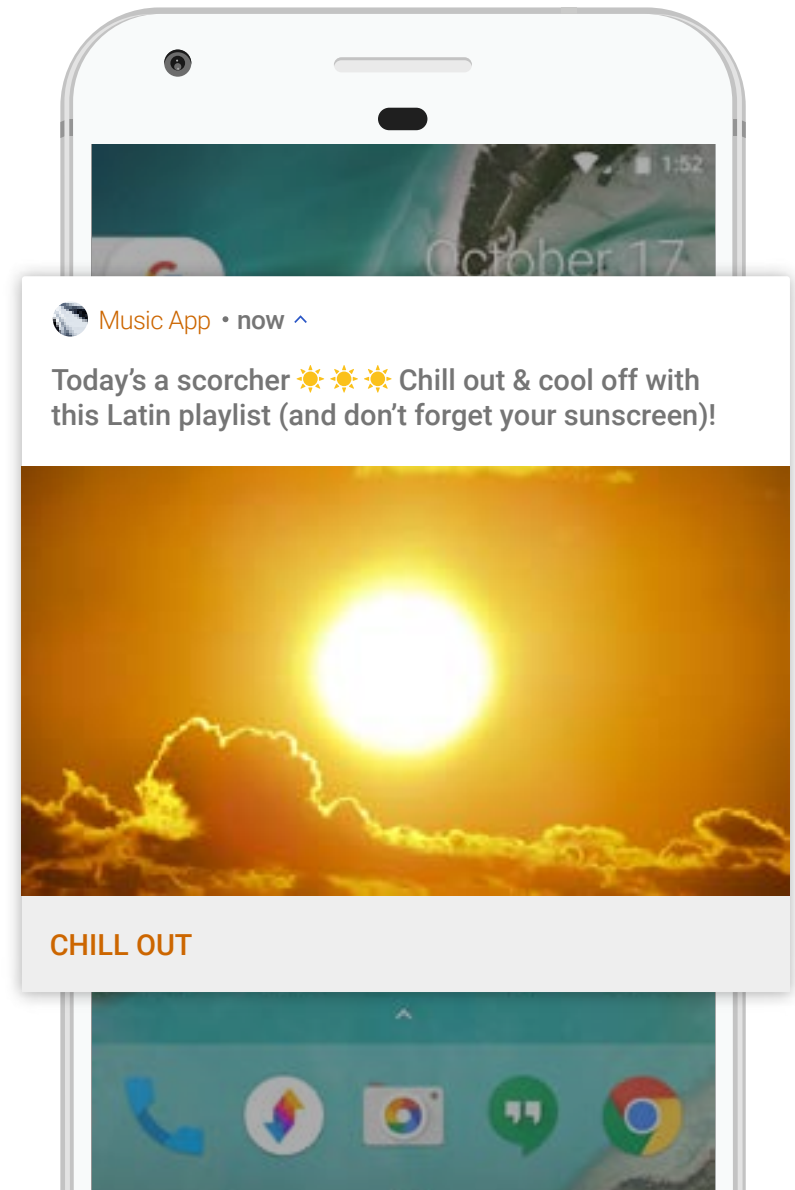 1:52
October 17
Music App • now
Today's a scorcher ☀☀☀ Chill out & cool off with
this Latin playlist (and don't forget your sunscreen)!
CHILL OUT